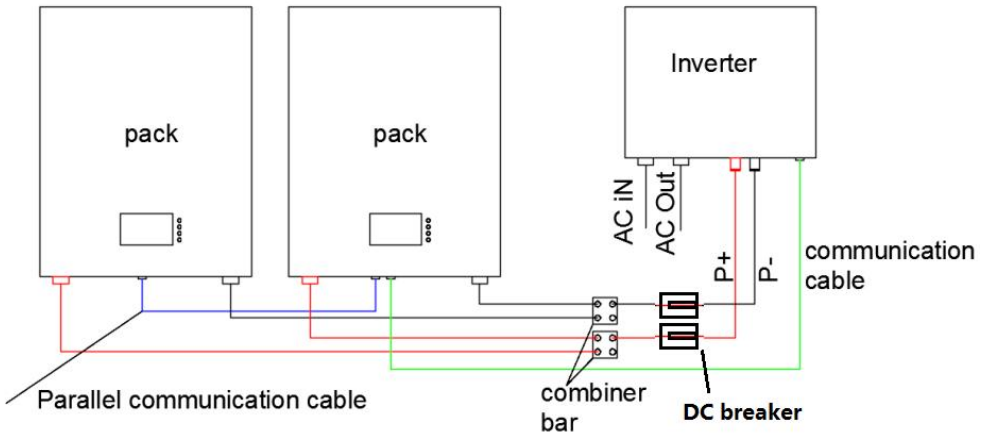 pack
pack
Inverter
AC iN
AC Out
P+
P-
communication
cable
Parallel communication cable
combiner
bar
DC breaker